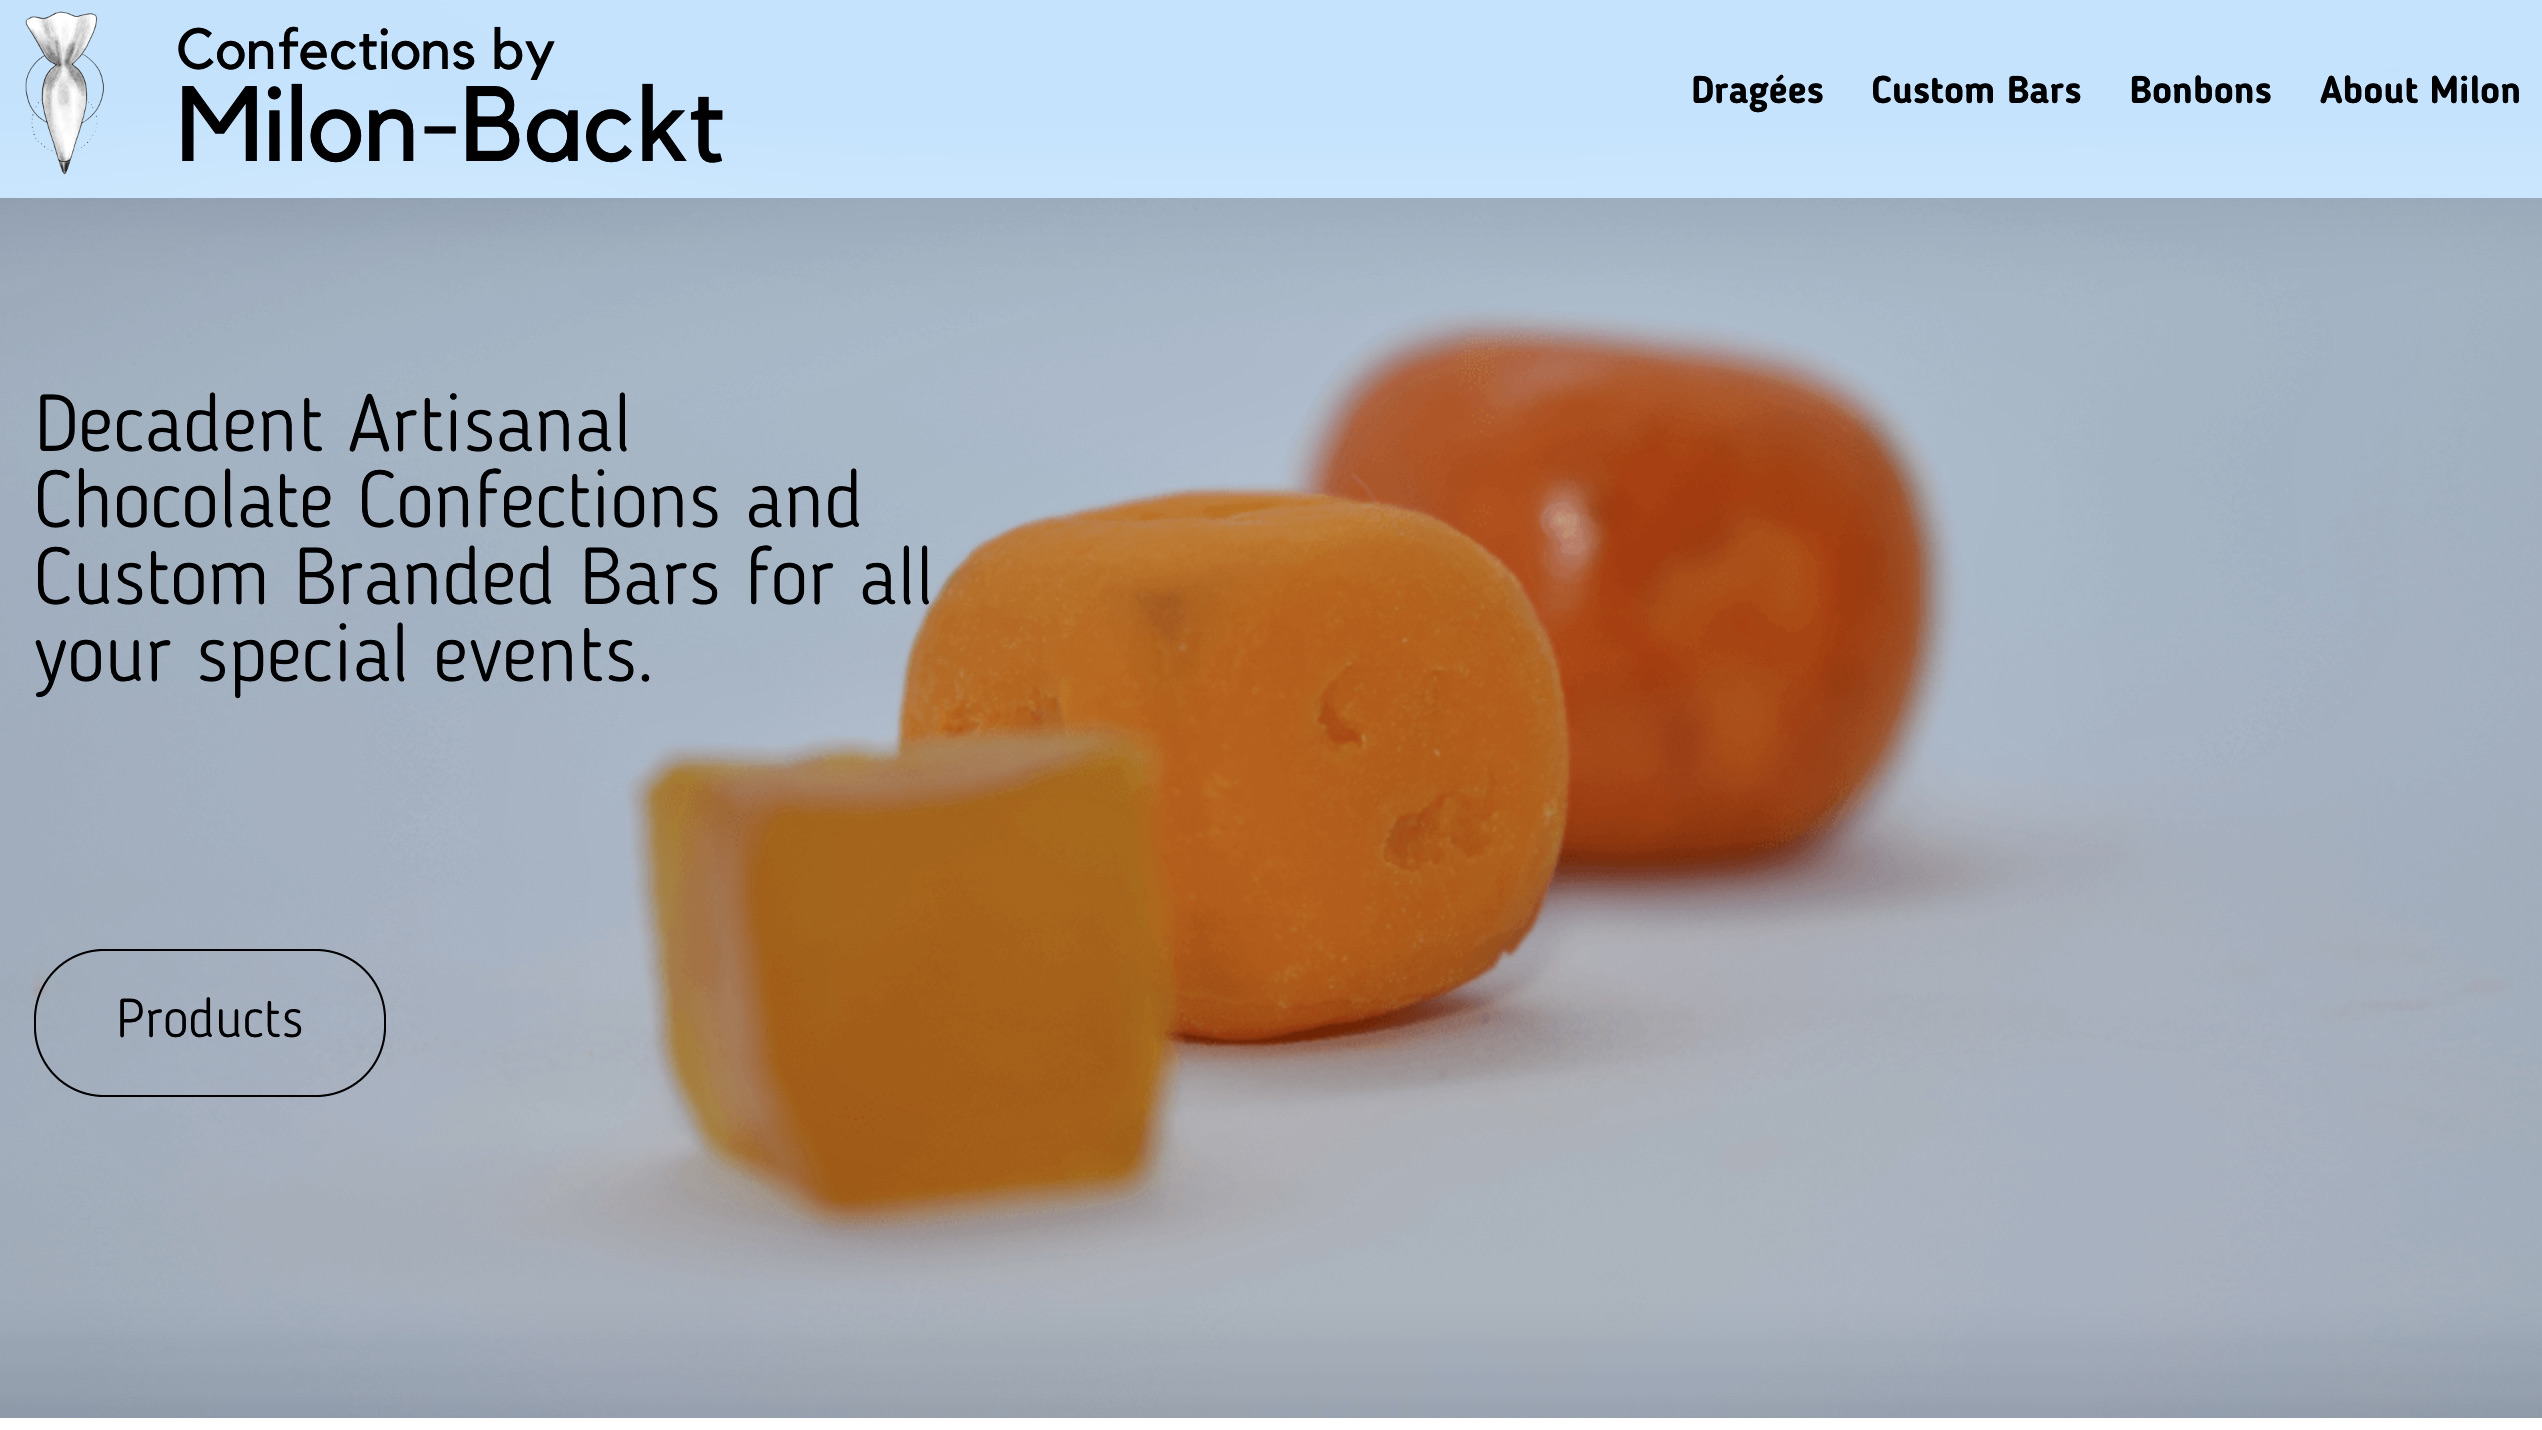 Confections by
Milon-Backt
Dragées Custom Bars Bonbons About Milon
Decadent Artisanal
Chocolate Confections and
Custom Branded Bars for all
your special events.
Products